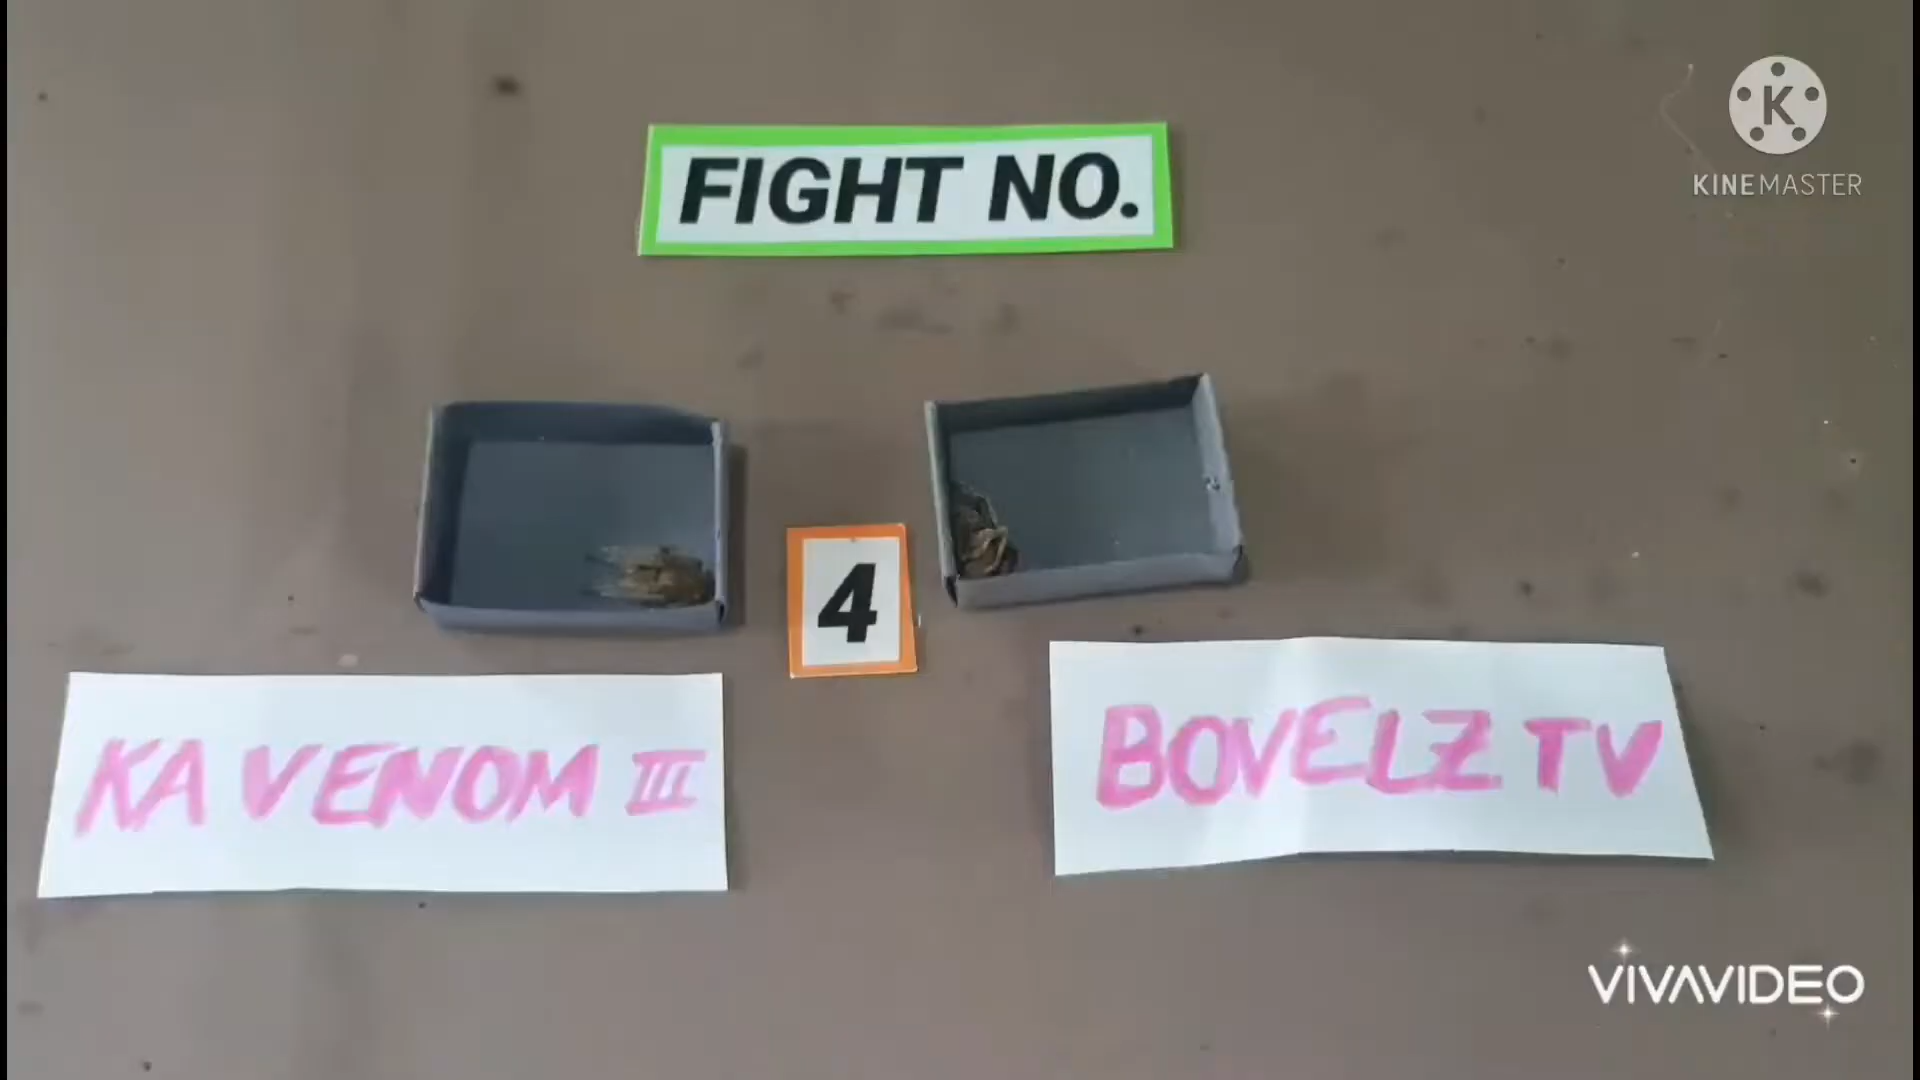 FIGHT NO.
K
KINEMASTER
4
KA VENOM III
BOVELZ TV
VIVAVIDEO